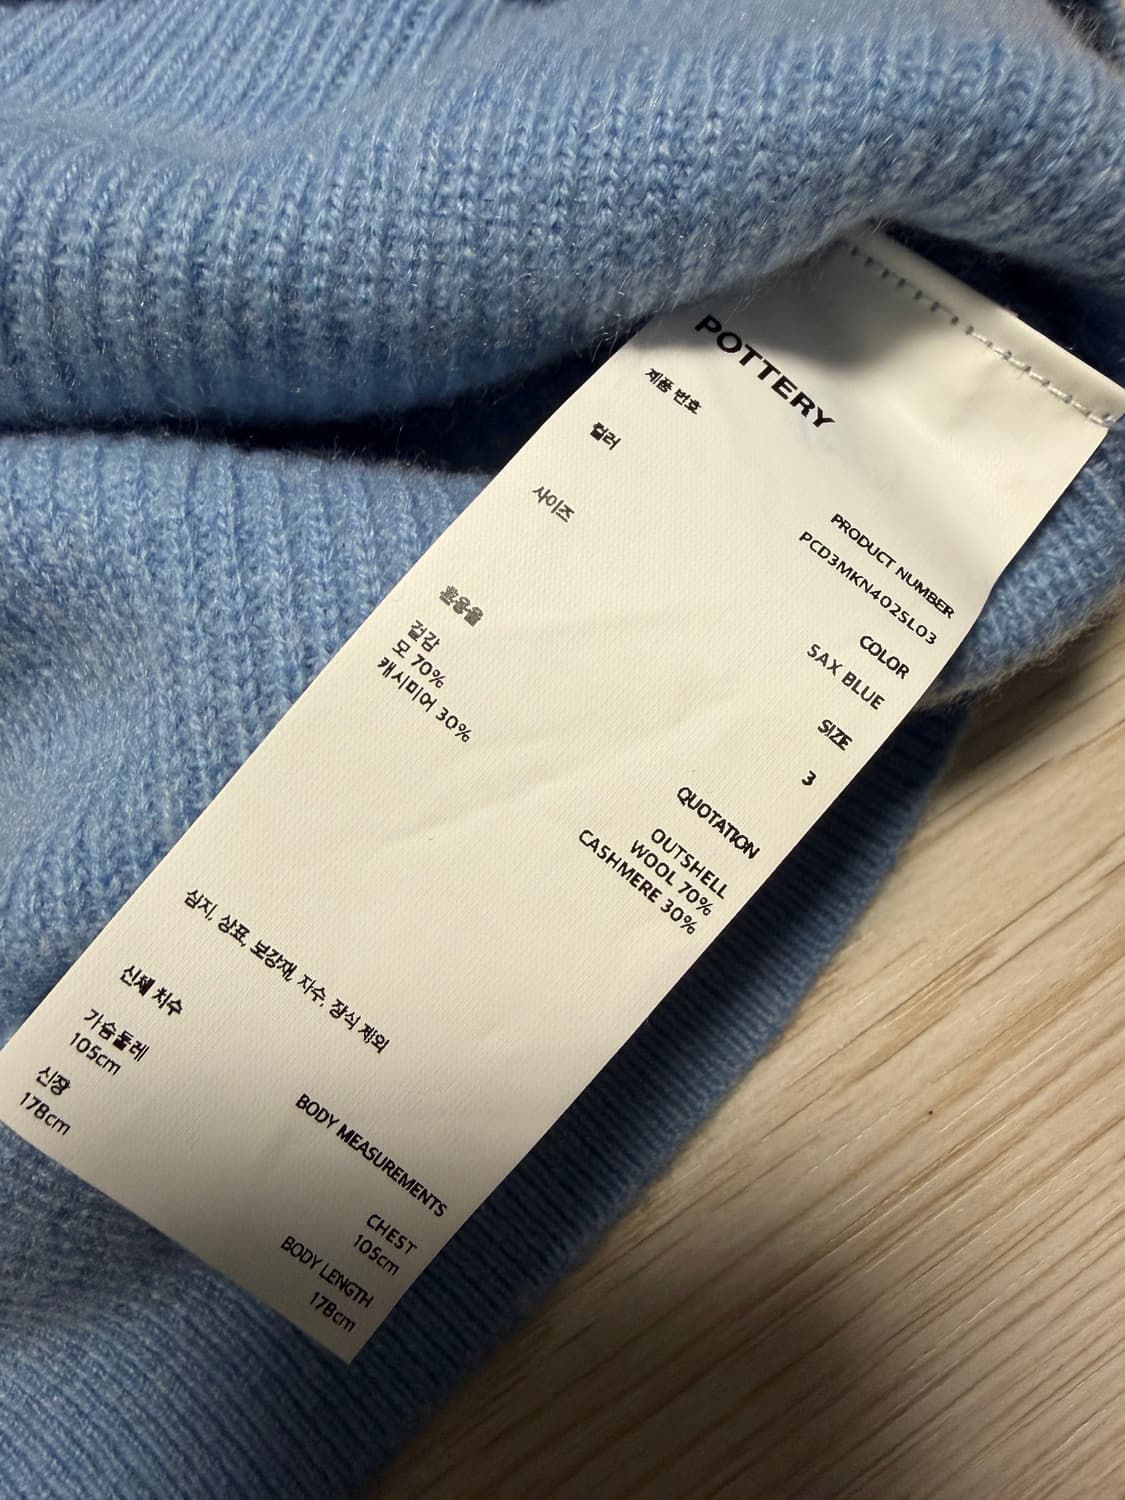 POTTERY
제품 번호
PRODUCT NUMBER
PCD3MKN402SL03
컬러
COLOR
SAX BLUE
사이즈
SIZE
3
혼용율
QUOTATION
겉감
모 70%
캐시미어 30%
OUTSHELL
WOOL 70%
CASHMERE 30%
심지, 상표, 보강재, 자수, 장식 제외
신체 치수
BODY MEASUREMENTS
가슴둘레
105cm
신장
178cm
CHEST
105cm
BODY LENGTH
178cm